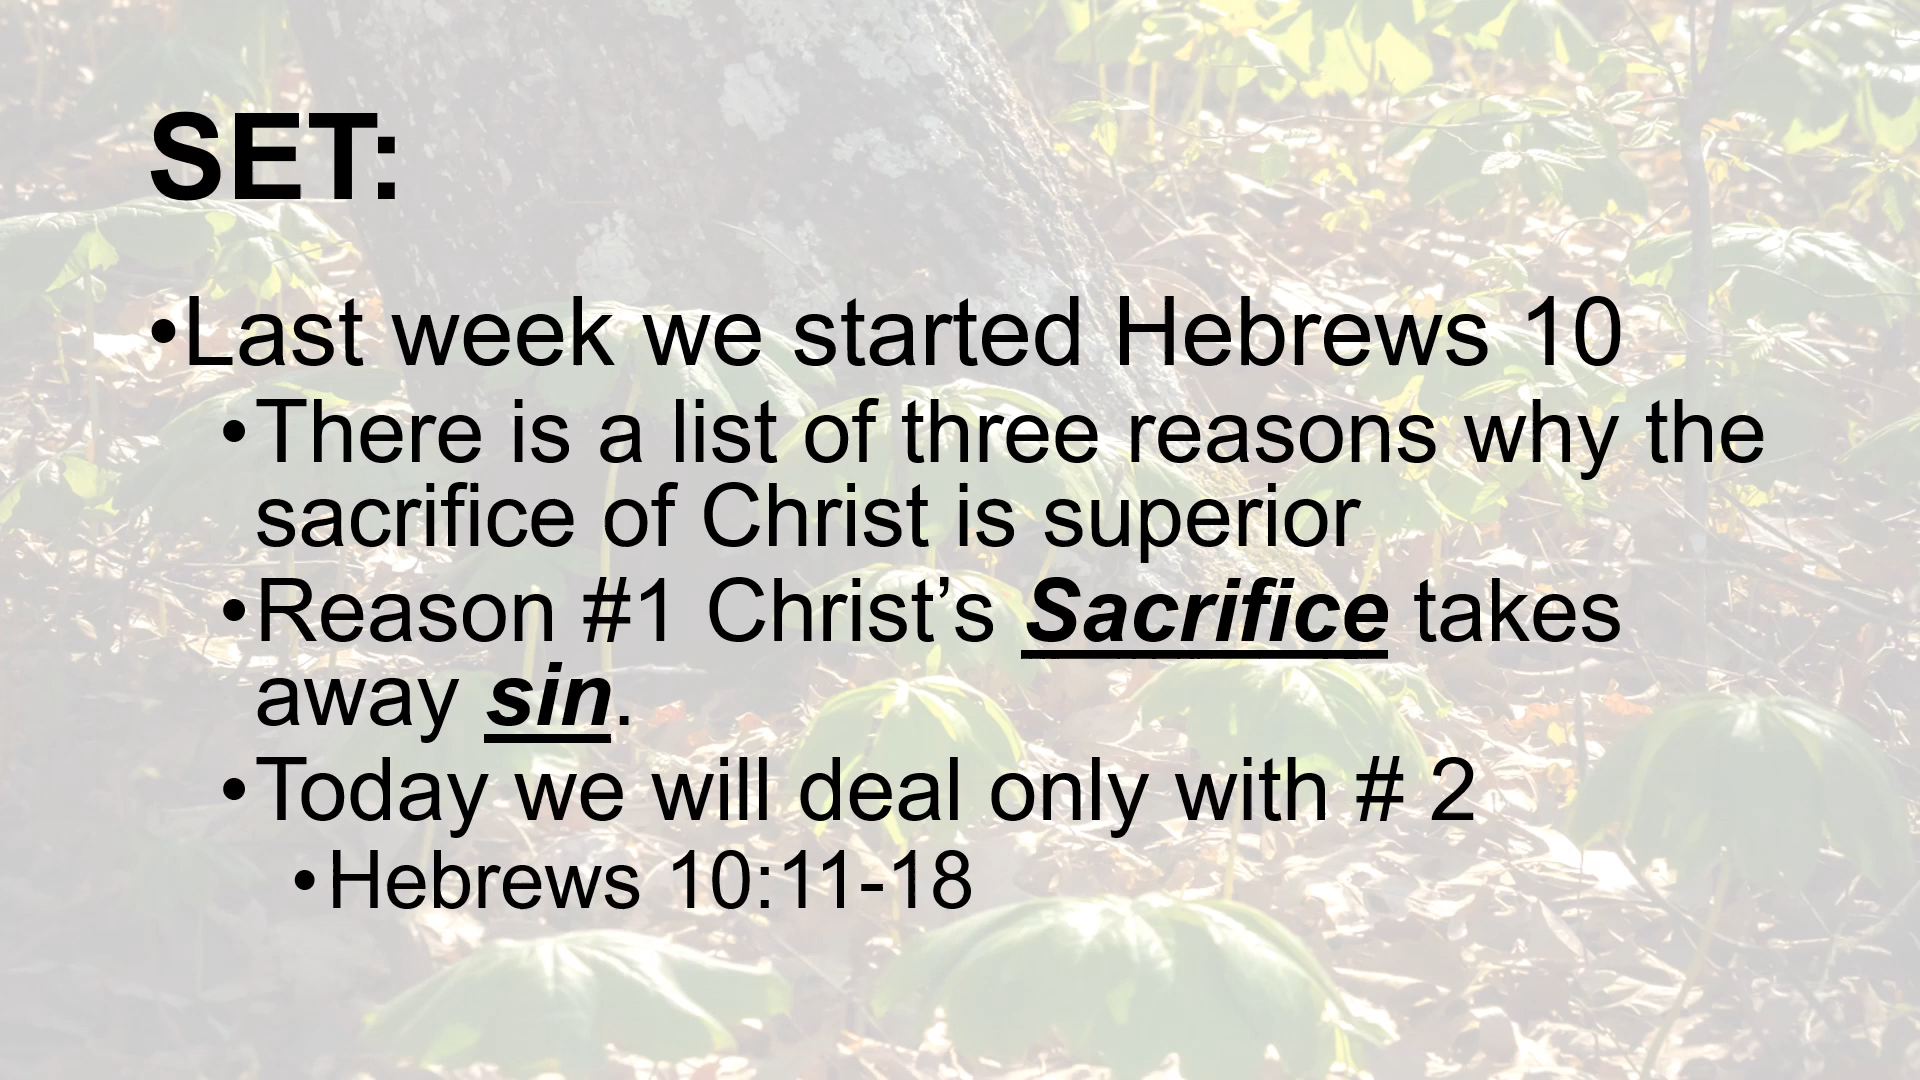 SET:
•Last week we started Hebrews 10
•There is a list of three reasons why the
sacrifice of Christ is superior
•Reason #1 Christ’s Sacrifice takes
away sin.
•Today we will deal only with # 2
•Hebrews 10:11-18